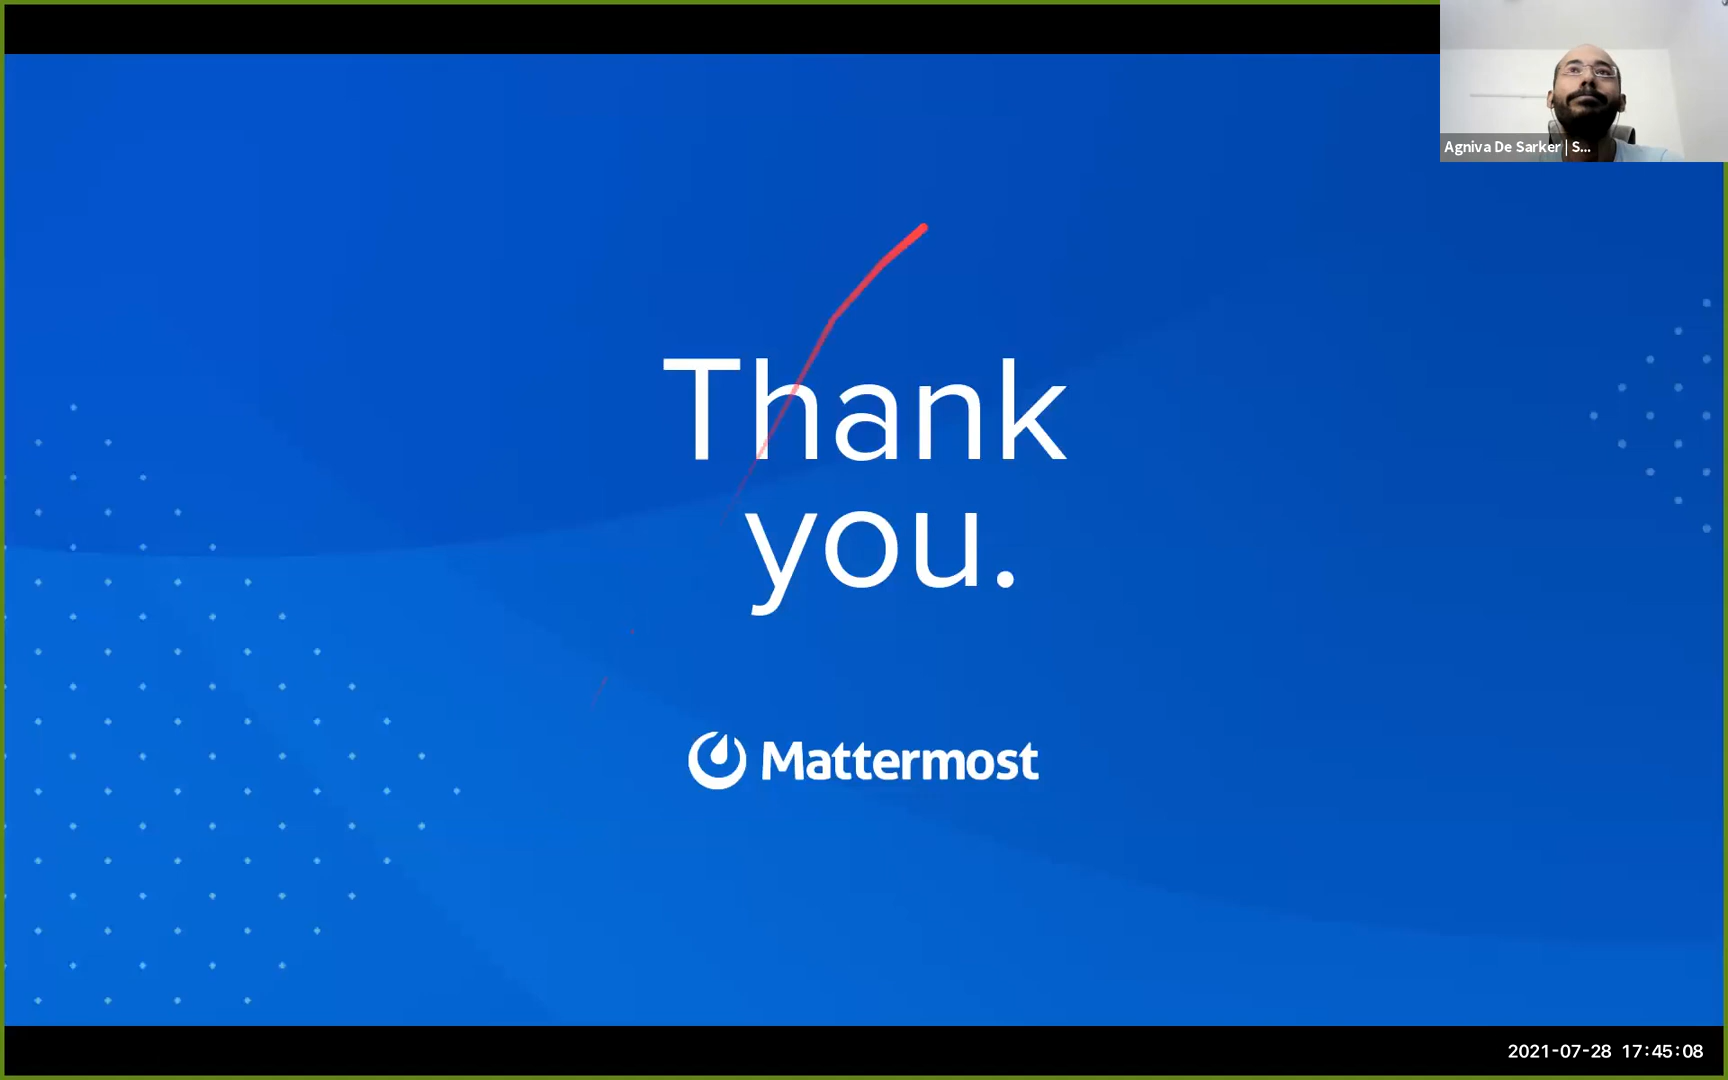 Agniva De Sarker | S...
Thank
you.
Mattermost
2021-07-28 17:45:08